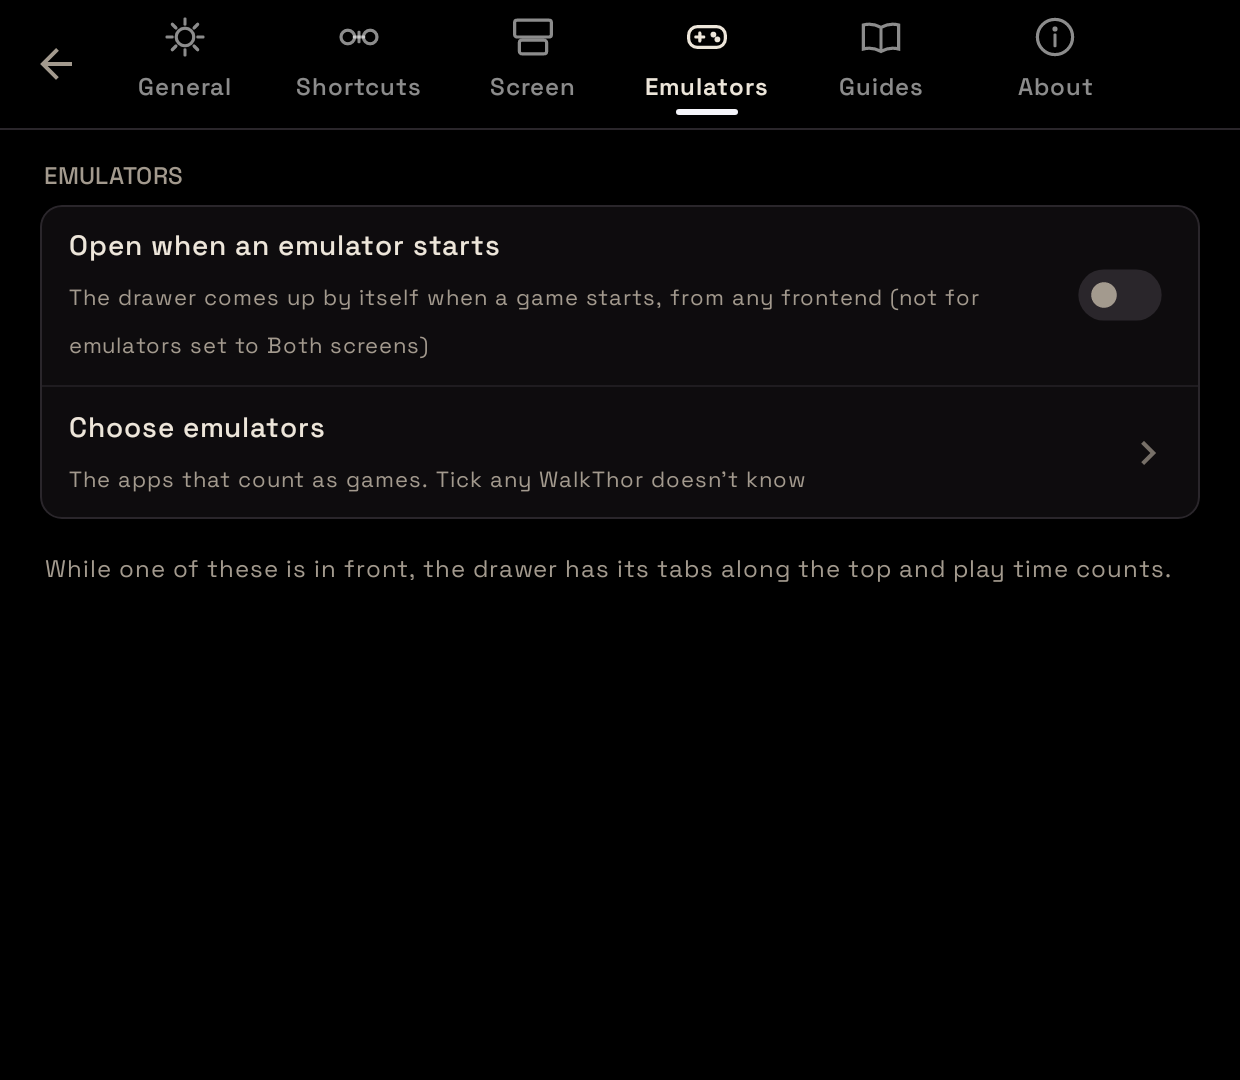 General
Shortcuts
Screen
Emulators
Guides
About
EMULATORS
Open when an emulator starts
The drawer comes up by itself when a game starts, from any frontend (not for
emulators set to Both screens)
Choose emulators
The apps that count as games. Tick any WalkThor doesn’t know
While one of these is in front, the drawer has its tabs along the top and play time counts.